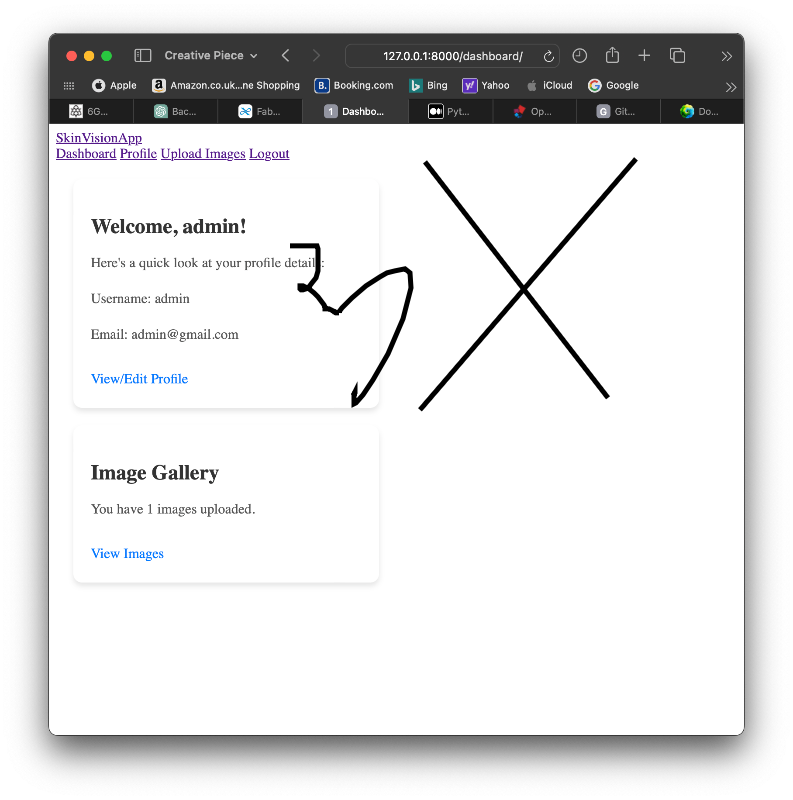 Creative Piece
127.0.0.1:8000/dashboard/
Apple Amazon.co.uk...ne Shopping Booking.com Bing Yahoo iCloud Google
6G... Bac... Fab... 1 Dashbo... Pyt... Op... G Git... Do...
SkinVisionApp
Dashboard Profile Upload Images Logout
Welcome, admin!
Here's a quick look at your profile details:
Username: admin
Email: admin@gmail.com
View/Edit Profile
Image Gallery
You have 1 images uploaded.
View Images